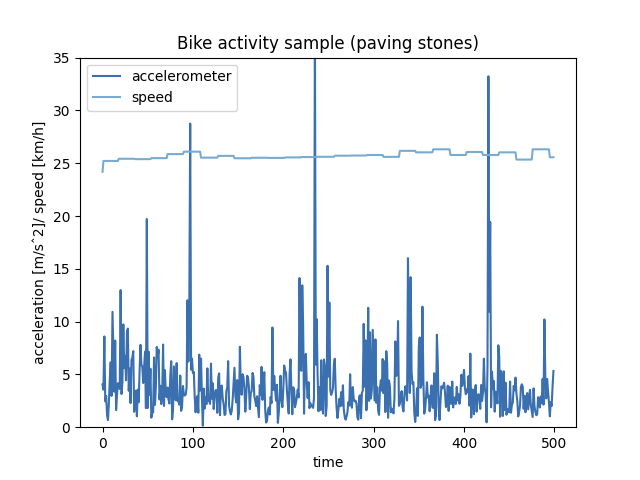 Bike activity sample (paving stones)
accelerometer
speed
35
30
25
20
15
10
5
0
acceleration [m/s^2]/ speed [km/h]
0 100 200 300 400 500
time